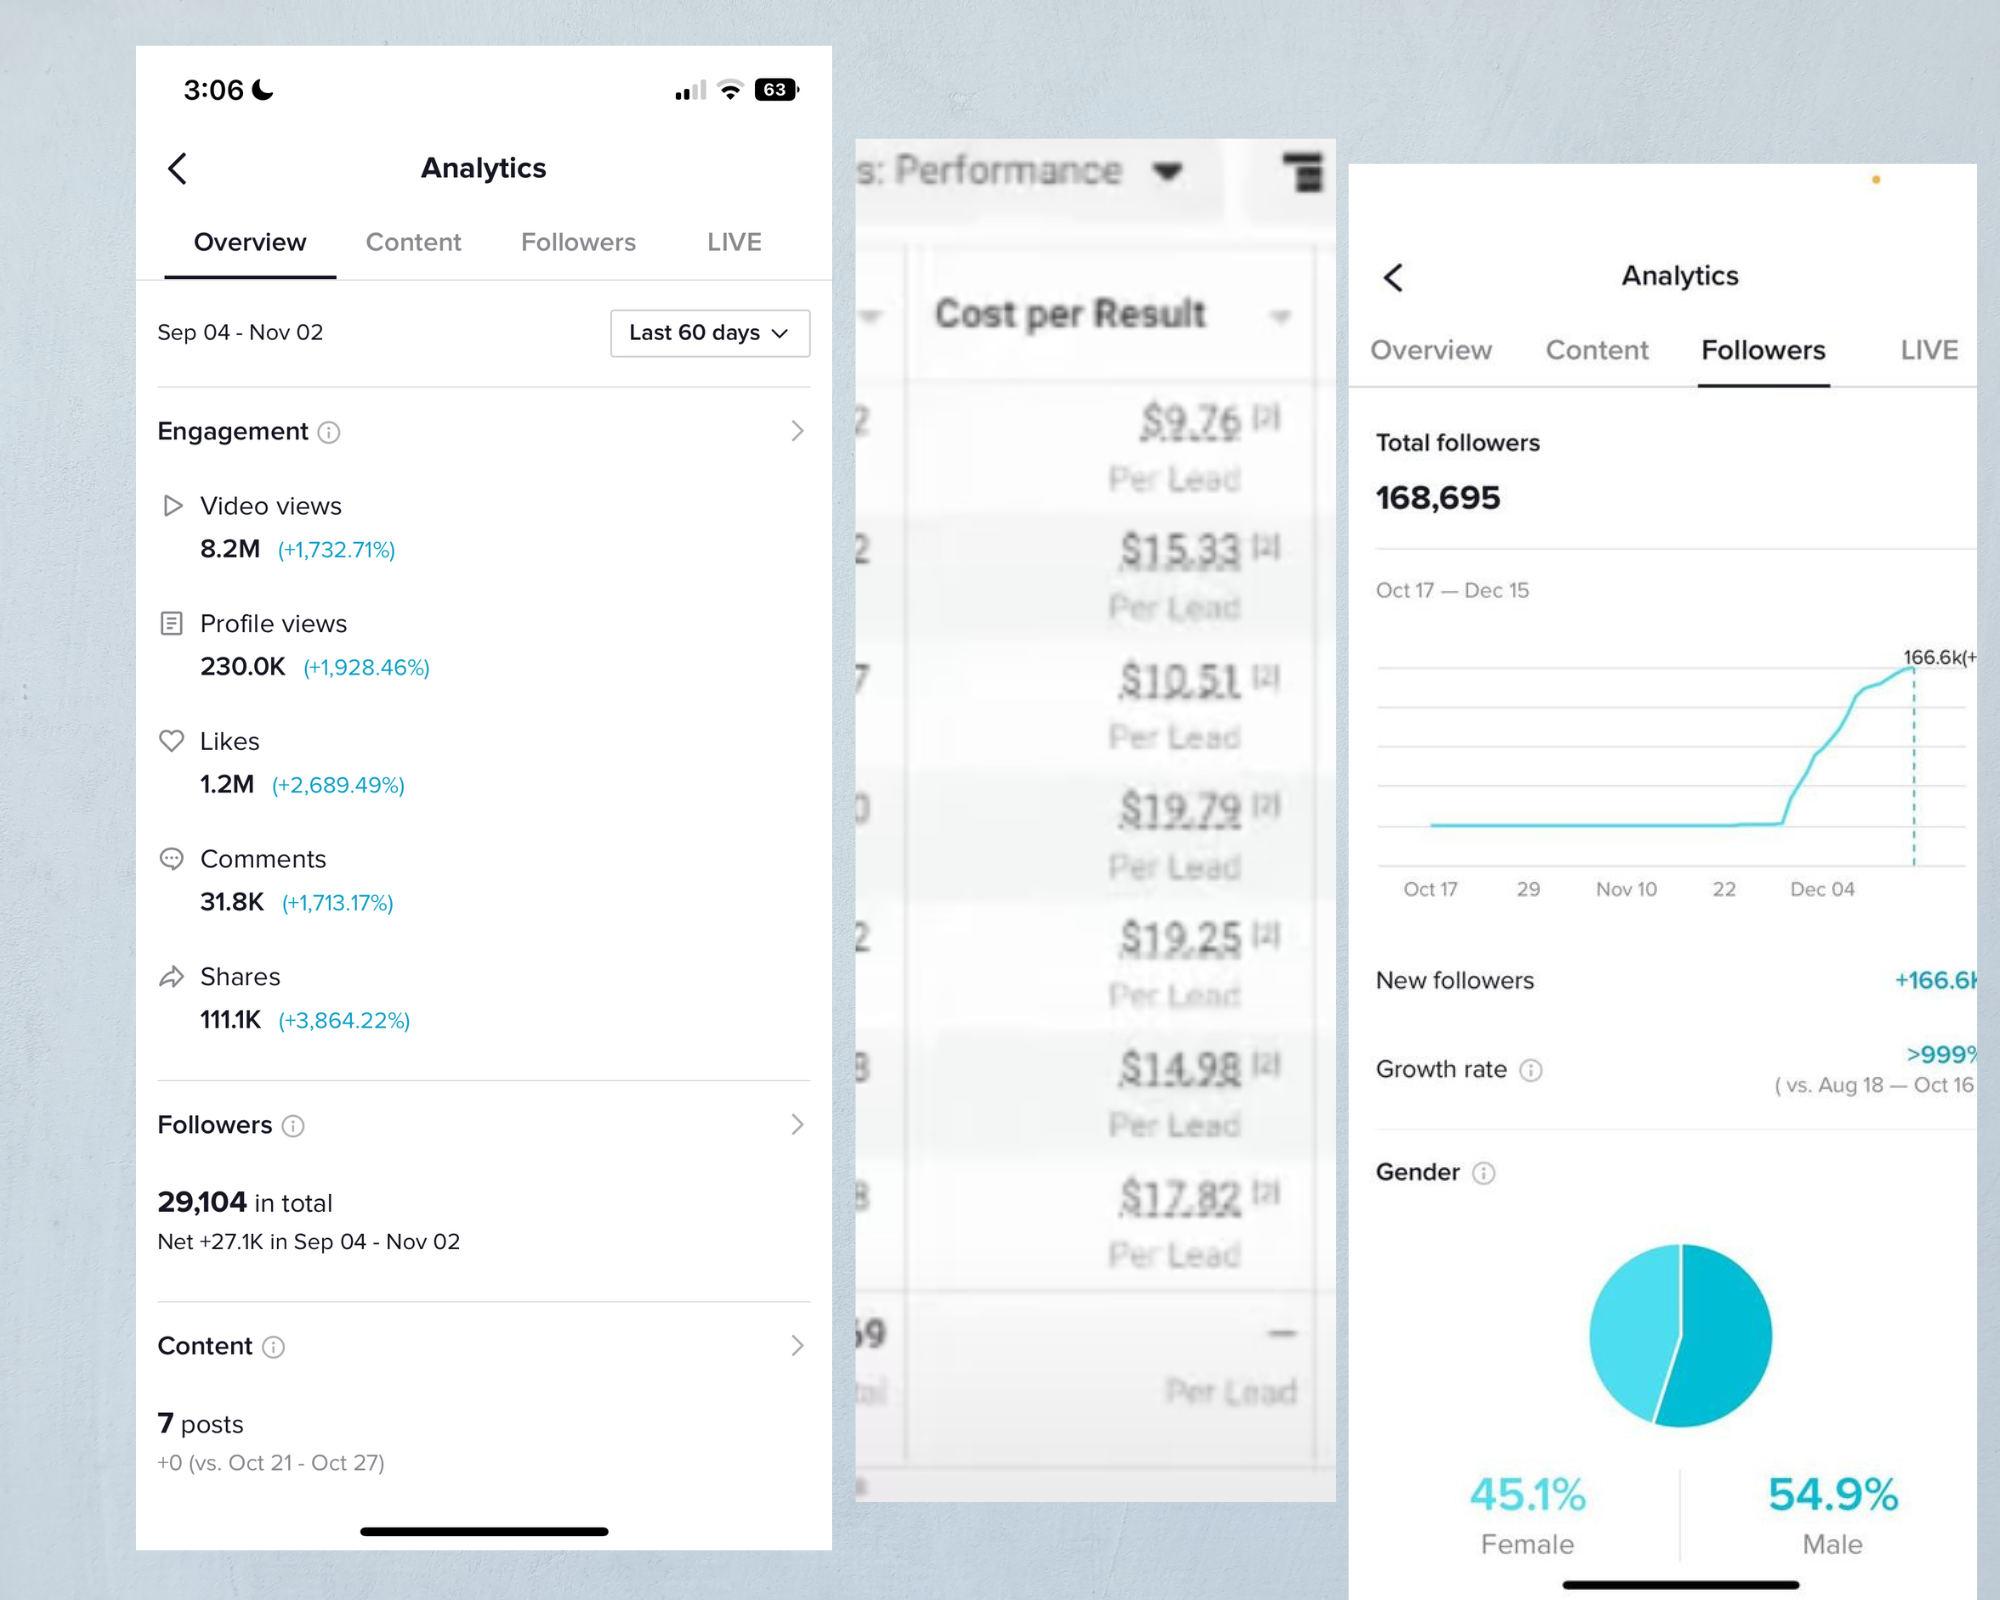 3:06
63
Analytics
Overview Content Followers LIVE
Sep 04 - Nov 02 Last 60 days
Engagement
Video views
8.2M (+1,732.71%)
Profile views
230.0K (+1,928.46%)
Likes
1.2M (+2,689.49%)
Comments
31.8K (+1,713.17%)
Shares
111.1K (+3,864.22%)
Followers
29,104 in total
Net +27.1K in Sep 04 - Nov 02
Content
7 posts
+0 (vs. Oct 21 - Oct 27)
s: Performance
Cost per Result
2 $9.76 [2]
Per Lead
2 $15.33 [2]
Per Lead
7 $10.51 [2]
Per Lead
0 $19.79 [2]
Per Lead
2 $19.25 [2]
Per Lead
8 $14.98 [2]
Per Lead
8 $17.82 [2]
Per Lead
9 —
Per Lead
Analytics
Overview Content Followers LIVE
Total followers
168,695
Oct 17 — Dec 15
166.6k(+
Oct 17 29 Nov 10 22 Dec 04
New followers +166.6K
Growth rate >999%
( vs. Aug 18 — Oct 16
Gender
45.1% 54.9%
Female Male